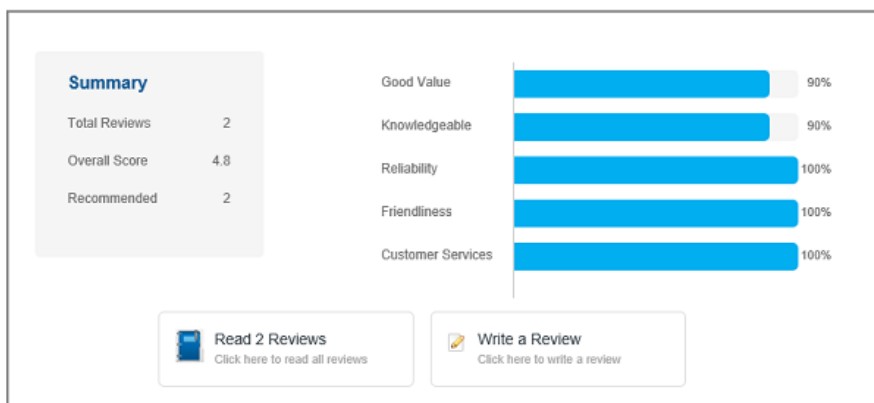 Summary
Total Reviews 2
Overall Score 4.8
Recommended 2
Good Value 90%
Knowledgeable 90%
Reliability 100%
Friendliness 100%
Customer Services 100%
Read 2 Reviews
Click here to read all reviews
Write a Review
Click here to write a review